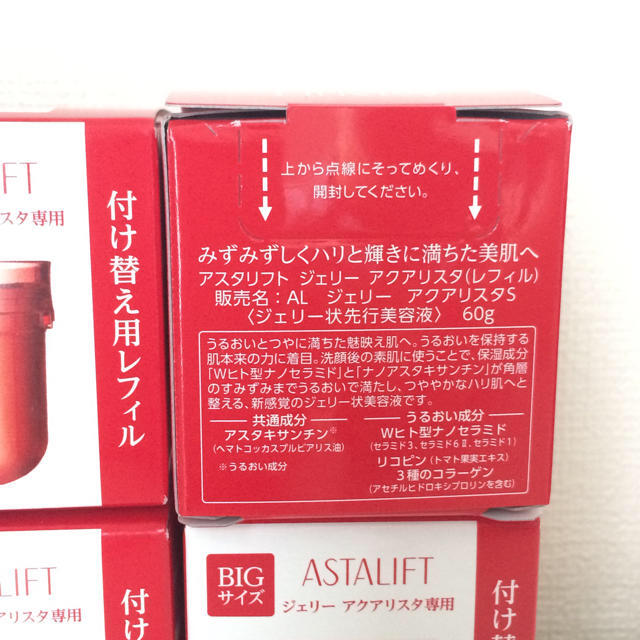 LIFT
スタ専用
付け替え用レフィル
上から点線にそってめくり、
開封してください。
みずみずしくハリと輝きに満ちた美肌へ
アスタリフト ジェリー アクアリスタ(レフィル)
販売名：AL ジェリー アクアリスタS
〈ジェリー状先行美容液〉 60g
うるおいとつやに満ちた魅映え肌へ。うるおいを保持する
肌本来の力に着目。洗顔後の素肌に使うことで、保湿成分
「Wヒト型ナノセラミド」と「ナノアスタキサンチン」が角層
のすみずみまでうるおいで満たし、つややかなハリ肌へと
整える、新感覚のジェリー状美容液です。
共通成分
アスタキサンチン※
(ヘマトコッカスプルビアリス油)
※うるおい成分
うるおい成分
Wヒト型ナノセラミド
(セラミド3、セラミド6Ⅱ、セラミド1)
リコピン(トマト果実エキス)
3種のコラーゲン
(アセチルヒドロキシプロリンを含む)
ALIFT
アリスタ専用
付け
BIG
サイズ
ASTALIFT
ジェリー アクアリスタ専用
付け替